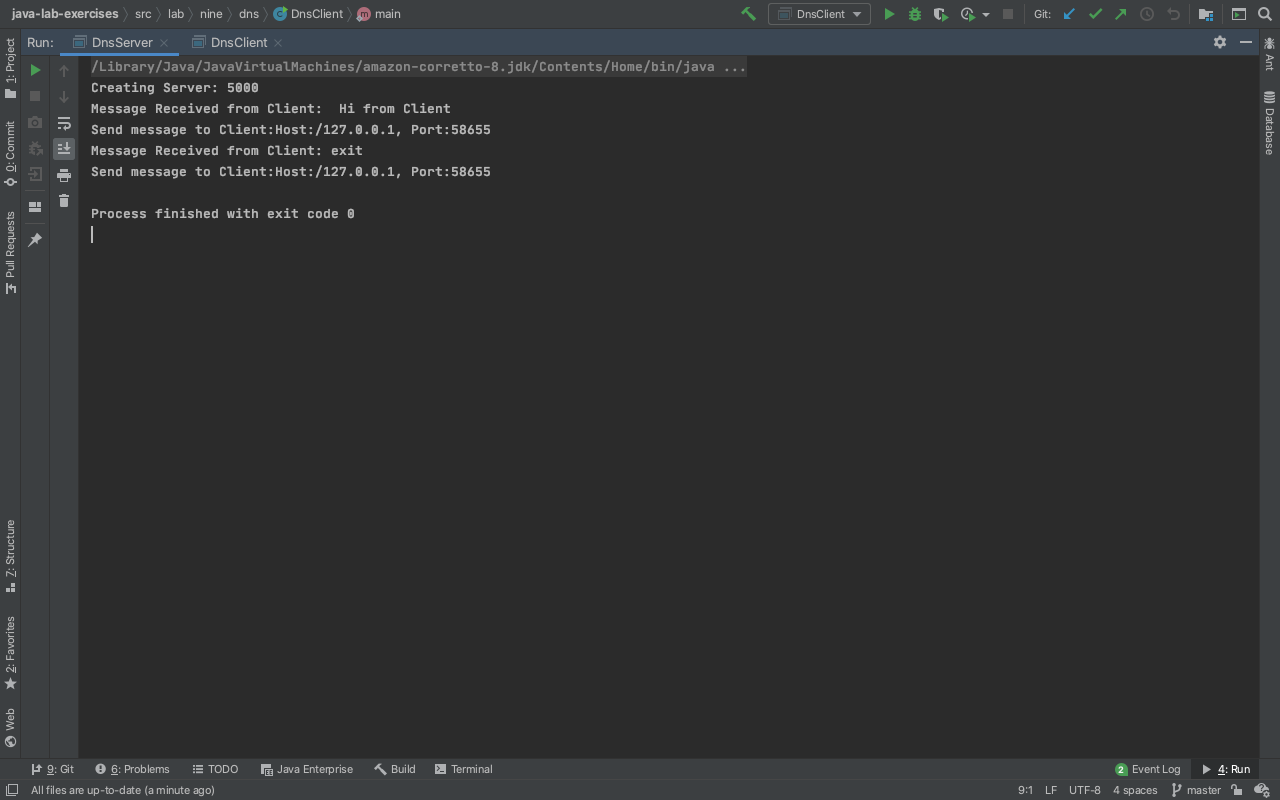 java-lab-exercises src lab nine dns DnsClient main DnsClient Git:
Run: DnsServer DnsClient
/Library/Java/JavaVirtualMachines/amazon-corretto-8.jdk/Contents/Home/bin/java ...
Creating Server: 5000
Message Received from Client:  Hi from Client
Send message to Client:Host:/127.0.0.1, Port:58655
Message Received from Client: exit
Send message to Client:Host:/127.0.0.1, Port:58655
Process finished with exit code 0
1: Project
0: Commit
Pull Requests
7: Structure
2: Favorites
Web
Ant
Database
9: Git 6: Problems TODO Java Enterprise Build Terminal 2 Event Log 4: Run
All files are up-to-date (a minute ago) 9:1 LF UTF-8 4 spaces master